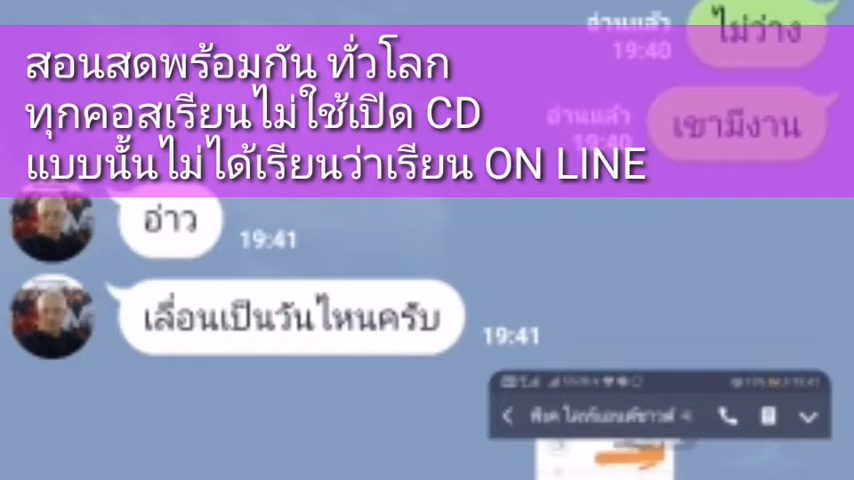 อ่านแล้ว
19:40
ไม่ว่าง
สอนสดพร้อมกัน ทั่วโลก
ทุกคอสเรียนไม่ใช้เปิด CD
แบบนั้นไม่ได้เรียนว่าเรียน ON LINE
อ่านแล้ว
19:40
เขามีงาน
อ่าว
19:41
เลื่อนเป็นวันไหนครับ
19:41